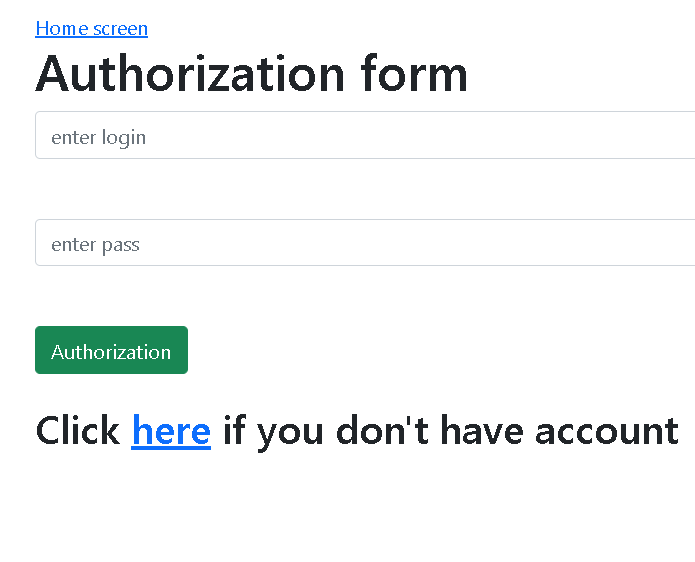 Home screen
Authorization form
enter login
enter pass
Authorization
Click here if you don't have account